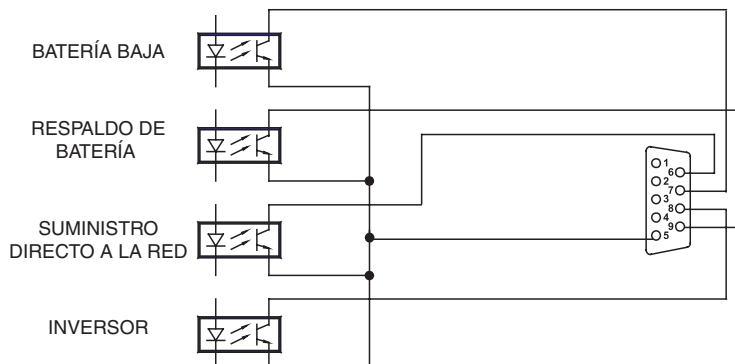 BATERÍA BAJA
RESPALDO DE
BATERÍA
SUMINISTRO
DIRECTO A LA RED
INVERSOR
1
6
2
7
3
8
4
9
5